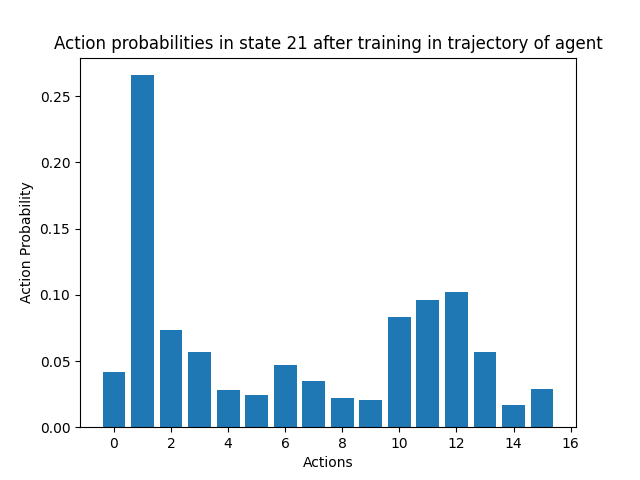 Action probabilities in state 21 after training in trajectory of agent
0.25
0.20
0.15
0.10
0.05
0.00
Action Probability
0 2 4 6 8 10 12 14 16
Actions